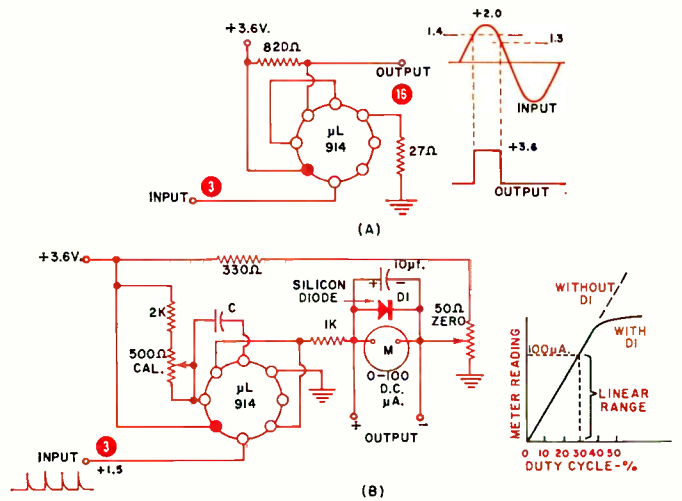 +3.6V.
82DΩ
OUTPUT
16
μL
914
27Ω
INPUT
3
+2.0
1.4
1.3
INPUT
+3.6
OUTPUT
(A)
+3.6V.
330Ω
10μf.
+ −
SILICON
DIODE
D1
2K
C
500Ω
CAL.
1K
50Ω
ZERO
M
0-100
D.C.
μA.
μL
914
+ −
OUTPUT
INPUT
3
+1.5
WITHOUT
D1
WITH
D1
100μA.
LINEAR
RANGE
METER READING
0 10 20 30 40 50
DUTY CYCLE-%
(B)